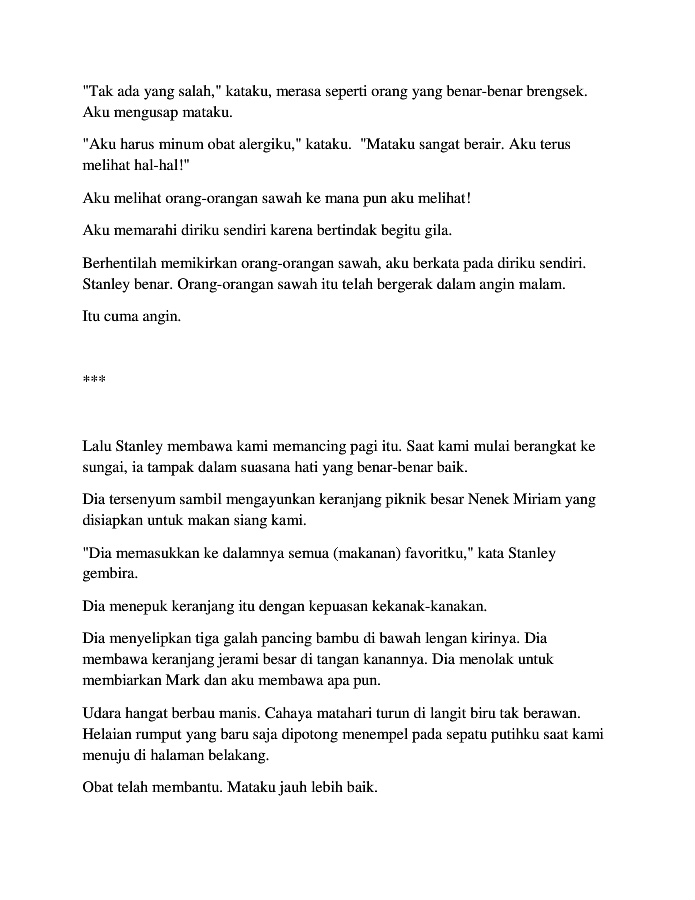 "Tak ada yang salah," kataku, merasa seperti orang yang benar-benar brengsek.
Aku mengusap mataku.
"Aku harus minum obat alergiku," kataku.  "Mataku sangat berair. Aku terus
melihat hal-hal!"
Aku melihat orang-orangan sawah ke mana pun aku melihat!
Aku memarahi diriku sendiri karena bertindak begitu gila.
Berhentilah memikirkan orang-orangan sawah, aku berkata pada diriku sendiri.
Stanley benar. Orang-orangan sawah itu telah bergerak dalam angin malam.
Itu cuma angin.
***
Lalu Stanley membawa kami memancing pagi itu. Saat kami mulai berangkat ke
sungai, ia tampak dalam suasana hati yang benar-benar baik.
Dia tersenyum sambil mengayunkan keranjang piknik besar Nenek Miriam yang
disiapkan untuk makan siang kami.
"Dia memasukkan ke dalamnya semua (makanan) favoritku," kata Stanley
gembira.
Dia menepuk keranjang itu dengan kepuasan kekanak-kanakan.
Dia menyelipkan tiga galah pancing bambu di bawah lengan kirinya. Dia
membawa keranjang jerami besar di tangan kanannya. Dia menolak untuk
membiarkan Mark dan aku membawa apa pun.
Udara hangat berbau manis. Cahaya matahari turun di langit biru tak berawan.
Helaian rumput yang baru saja dipotong menempel pada sepatu putihku saat kami
menuju di halaman belakang.
Obat telah membantu. Mataku jauh lebih baik.